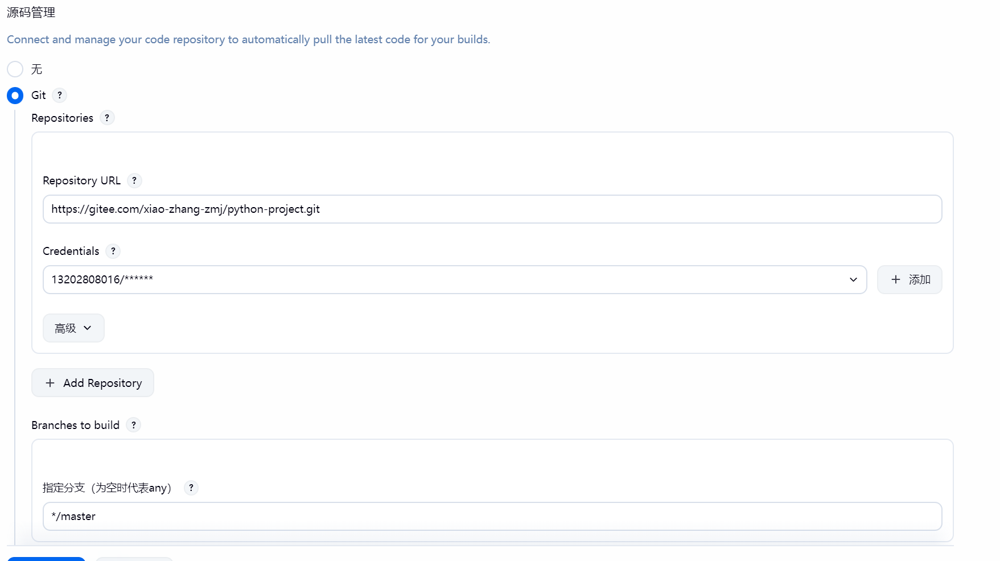 源码管理
Connect and manage your code repository to automatically pull the latest code for your builds.
无
Git ?
Repositories ?
Repository URL ?
https://gitee.com/xiao-zhang-zmj/python-project.git
Credentials ?
13202808016/******
+ 添加
高级
+ Add Repository
Branches to build ?
指定分支（为空时代表any） ?
*/master